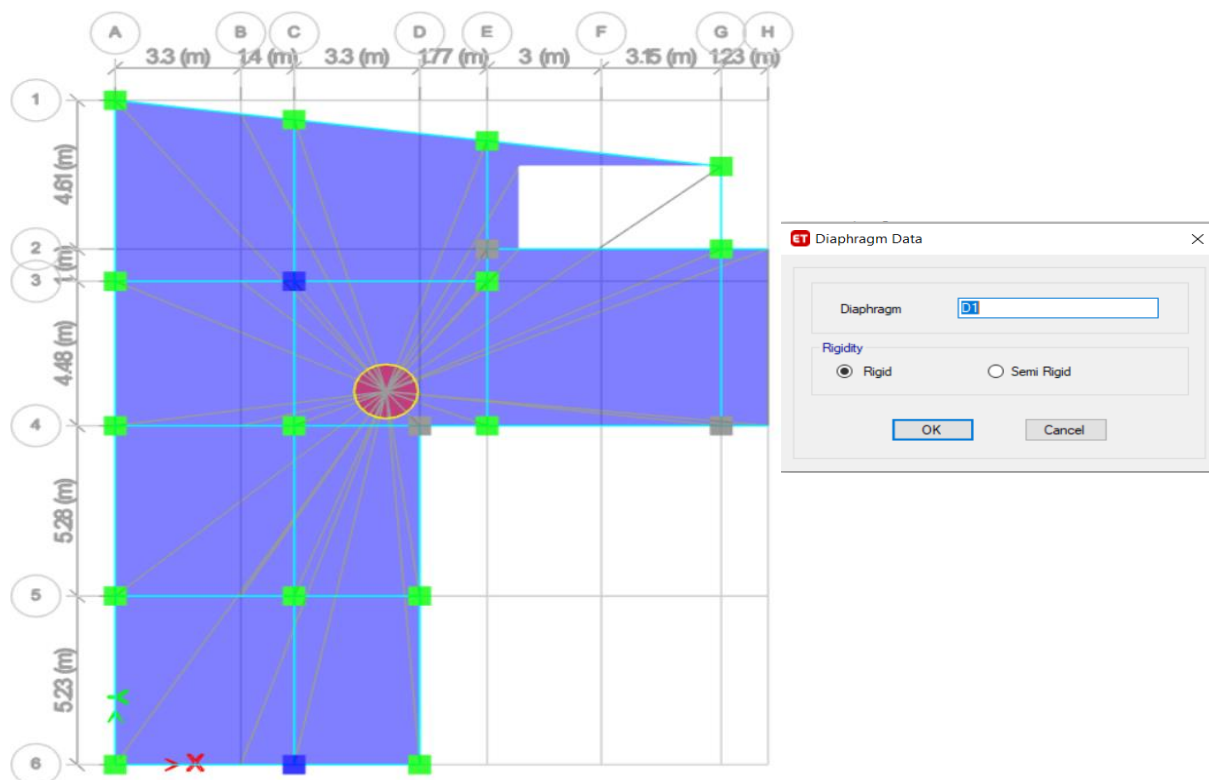 A B C D E F G H
3.3 (m) 1.4 (m) 3.3 (m) 1.77 (m) 3 (m) 3.15 (m) 1.23 (m)
1
4.61 (m)
2
1 (m)
3
4.48 (m)
4
5.28 (m)
5
5.23 (m)
6
Y
X
ET Diaphragm Data
Diaphragm D1
Rigidity
Rigid Semi Rigid
OK Cancel